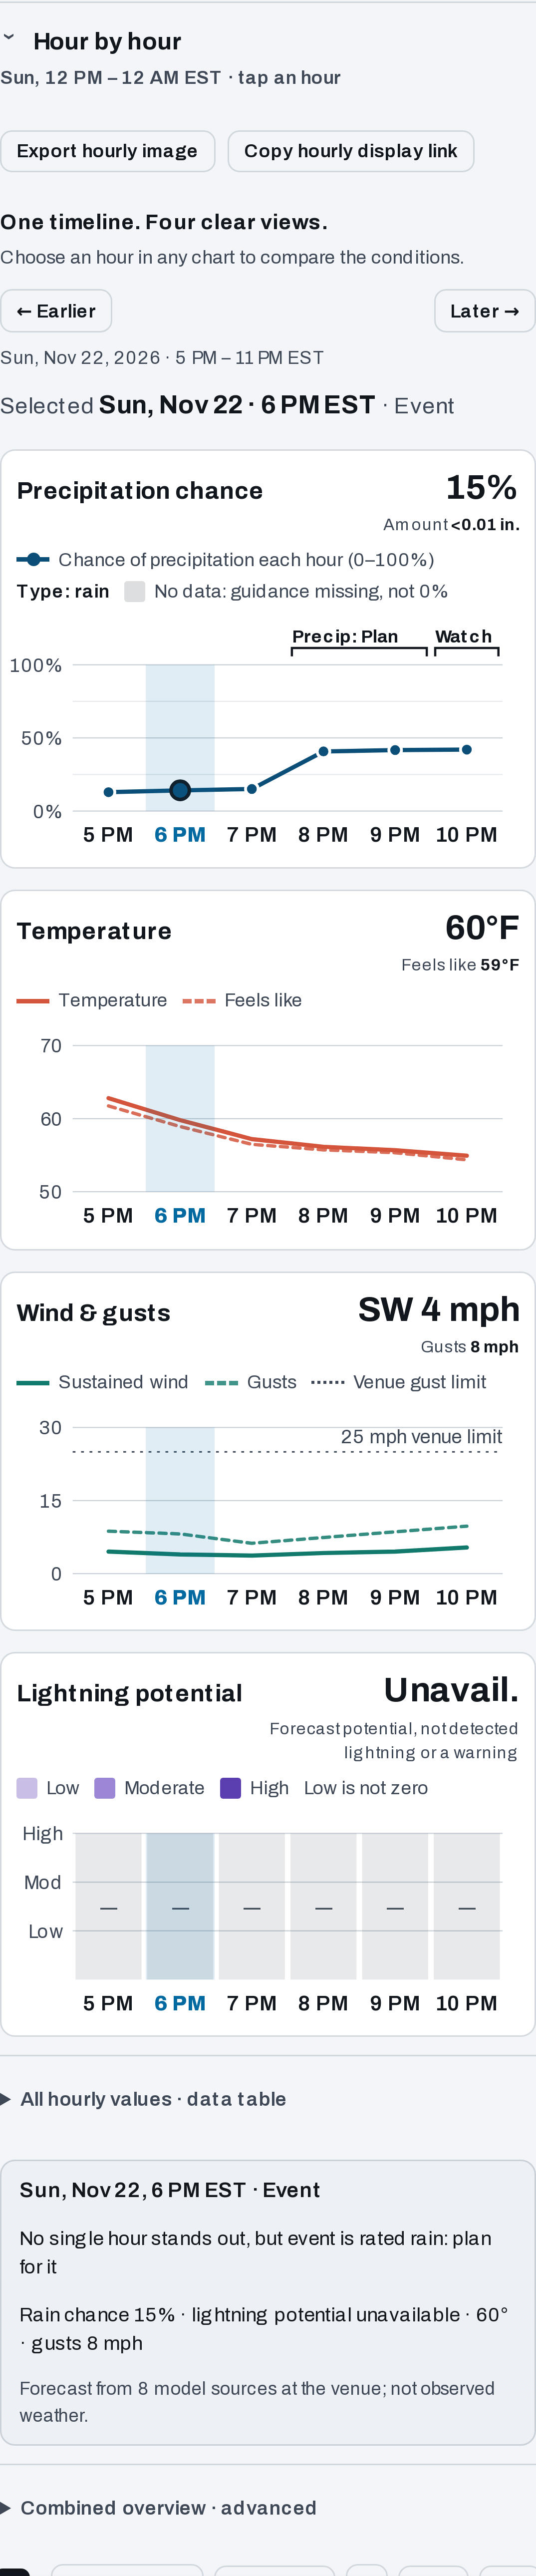 Hour by hour
Sun, 12 PM – 12 AM EST · tap an hour
Export hourly image
Copy hourly display link
One timeline. Four clear views.
Choose an hour in any chart to compare the conditions.
← Earlier
Later →
Sun, Nov 22, 2026 · 5 PM – 11 PM EST
Selected Sun, Nov 22 · 6 PM EST · Event
Precipitation chance
15%
Amount <0.01 in.
Chance of precipitation each hour (0–100%)
Type: rain
No data: guidance missing, not 0%
Precip: Plan
Watch
100%
50%
0%
5 PM 6 PM 7 PM 8 PM 9 PM 10 PM
Temperature
60°F
Feels like 59°F
Temperature
Feels like
70
60
50
5 PM 6 PM 7 PM 8 PM 9 PM 10 PM
Wind & gusts
SW 4 mph
Gusts 8 mph
Sustained wind
Gusts
Venue gust limit
30
25 mph venue limit
15
0
5 PM 6 PM 7 PM 8 PM 9 PM 10 PM
Lightning potential
Unavail.
Forecast potential, not detected
lightning or a warning
Low
Moderate
High
Low is not zero
High
Mod
— — — — — —
Low
5 PM 6 PM 7 PM 8 PM 9 PM 10 PM
▶ All hourly values · data table
Sun, Nov 22, 6 PM EST · Event
No single hour stands out, but event is rated rain: plan
for it
Rain chance 15% · lightning potential unavailable · 60°
· gusts 8 mph
Forecast from 8 model sources at the venue; not observed
weather.
▶ Combined overview · advanced